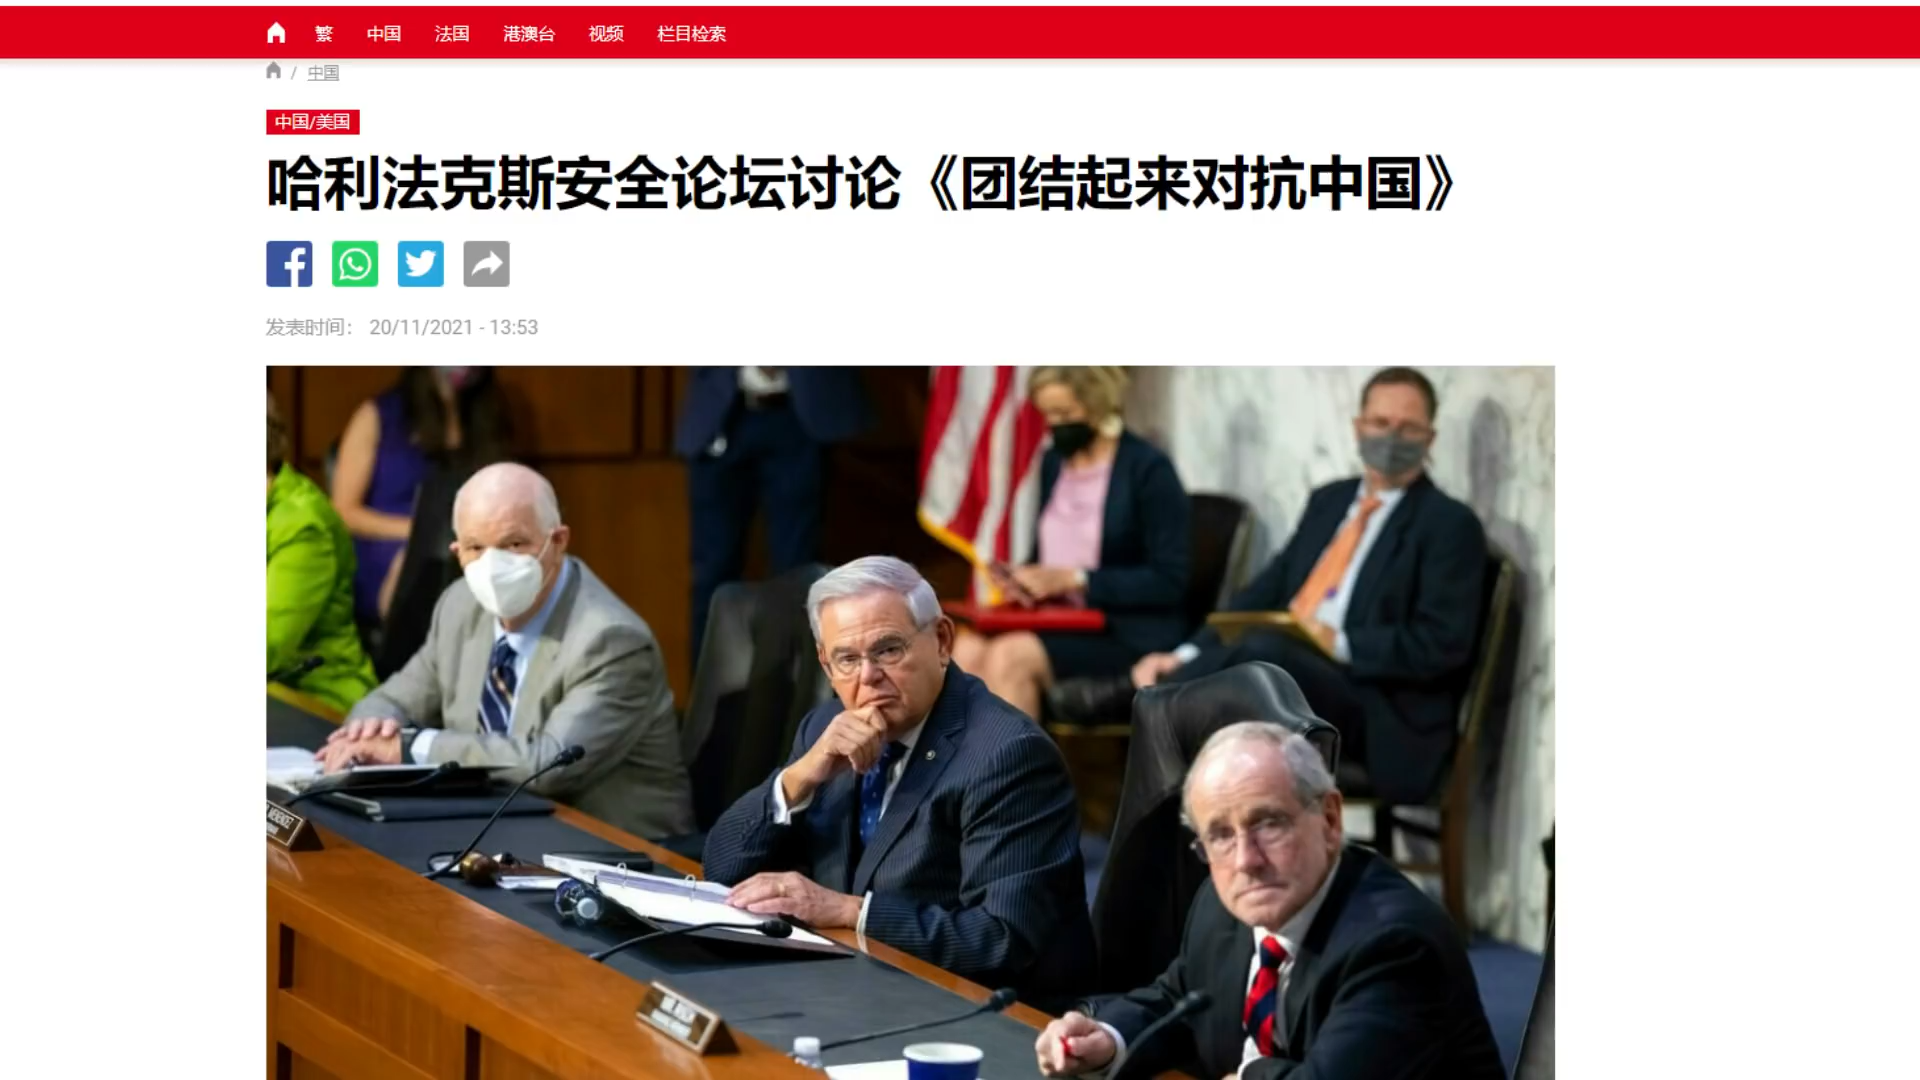 繁 中国 法国 港澳台 视频 栏目检索
/ 中国
中国/美国
哈利法克斯安全论坛讨论《团结起来对抗中国》
发表时间： 20/11/2021 - 13:53
MENENDEZ